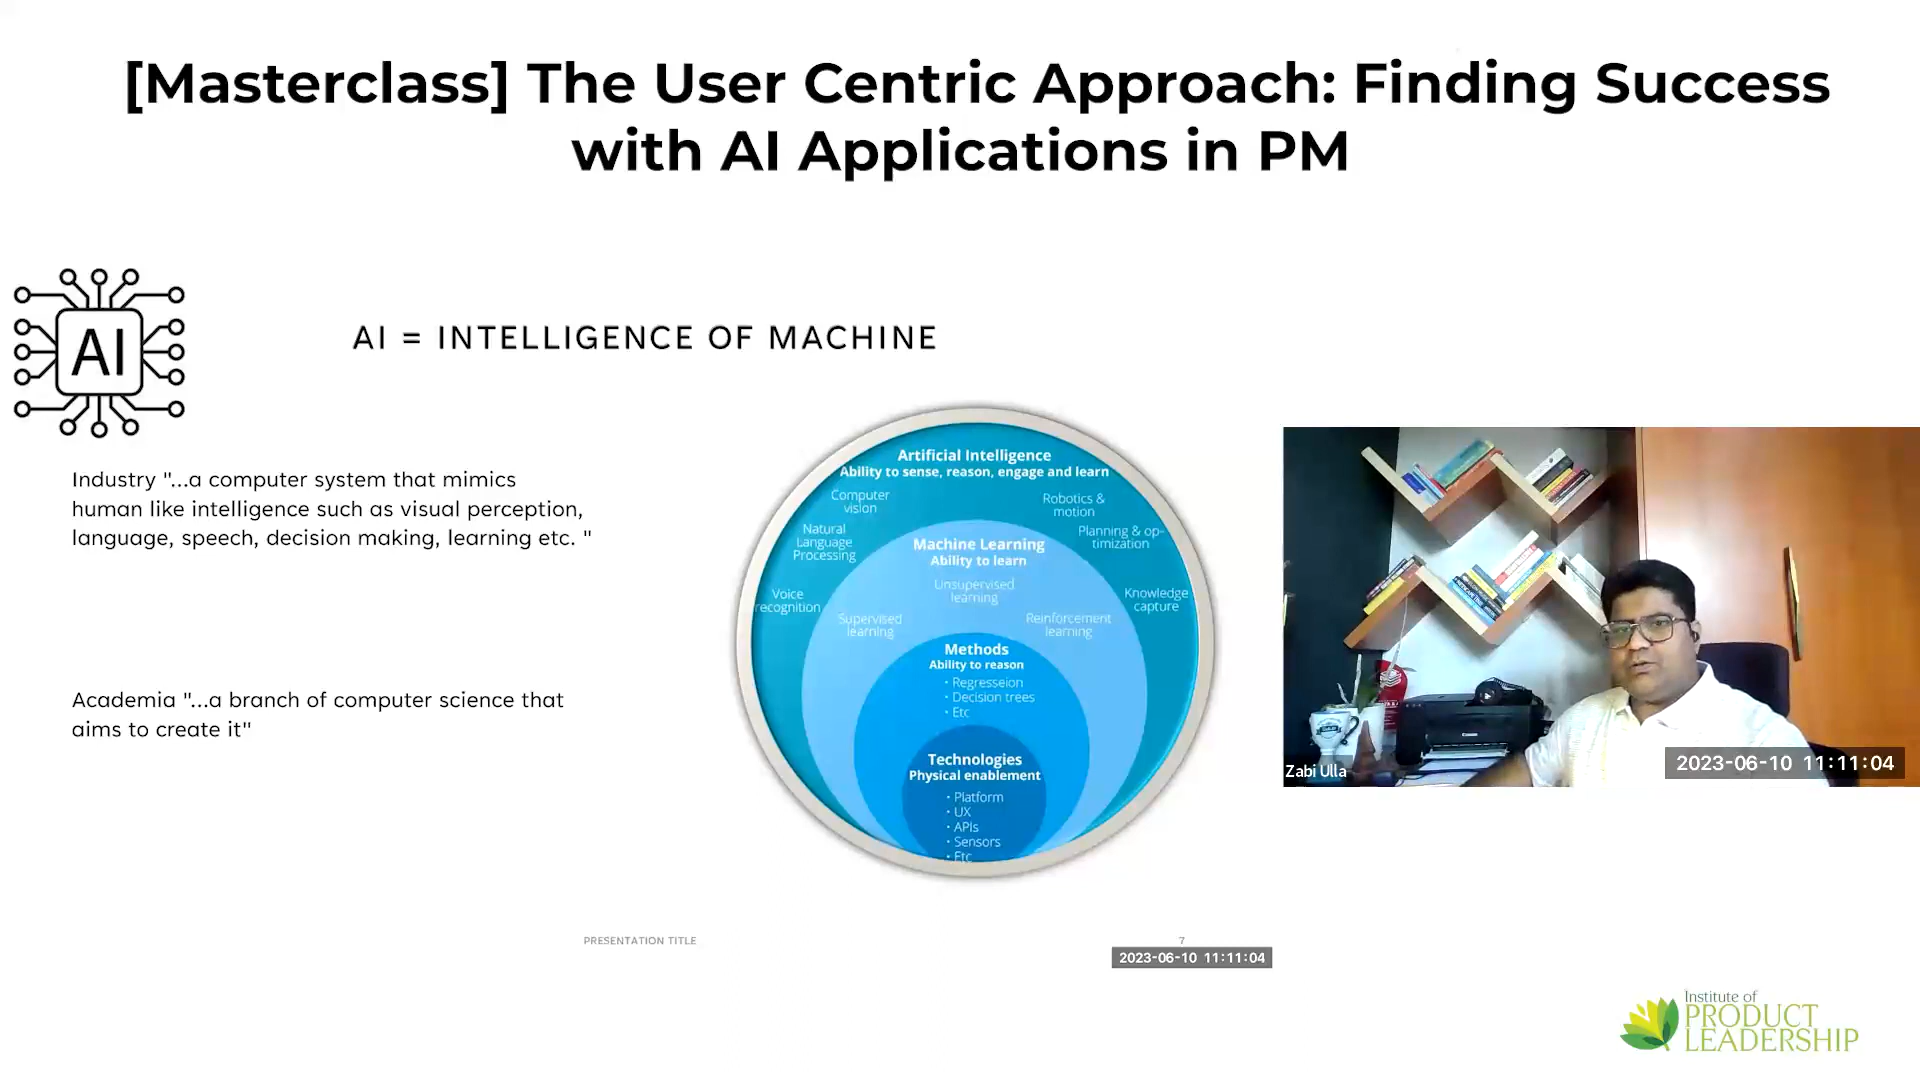 [Masterclass] The User Centric Approach: Finding Success
with AI Applications in PM
AI
AI = INTELLIGENCE OF MACHINE
Industry "...a computer system that mimics
human like intelligence such as visual perception,
language, speech, decision making, learning etc. "
Academia "...a branch of computer science that
aims to create it"
Artificial Intelligence
Ability to sense, reason, engage and learn
Computer
vision
Robotics &
motion
Natural
Language
Processing
Planning & op-
timization
Voice
recognition
Knowledge
capture
Machine Learning
Ability to learn
Unsupervised
learning
Supervised
learning
Reinforcement
learning
Methods
Ability to reason
• Regresseion
• Decision trees
• Etc
Technologies
Physical enablement
• Platform
• UX
• APIs
• Sensors
• Etc
Zabi Ulla
2023-06-10 11:11:04
PRESENTATION TITLE
7
2023-06-10 11:11:04
Institute of
PRODUCT
LEADERSHIP